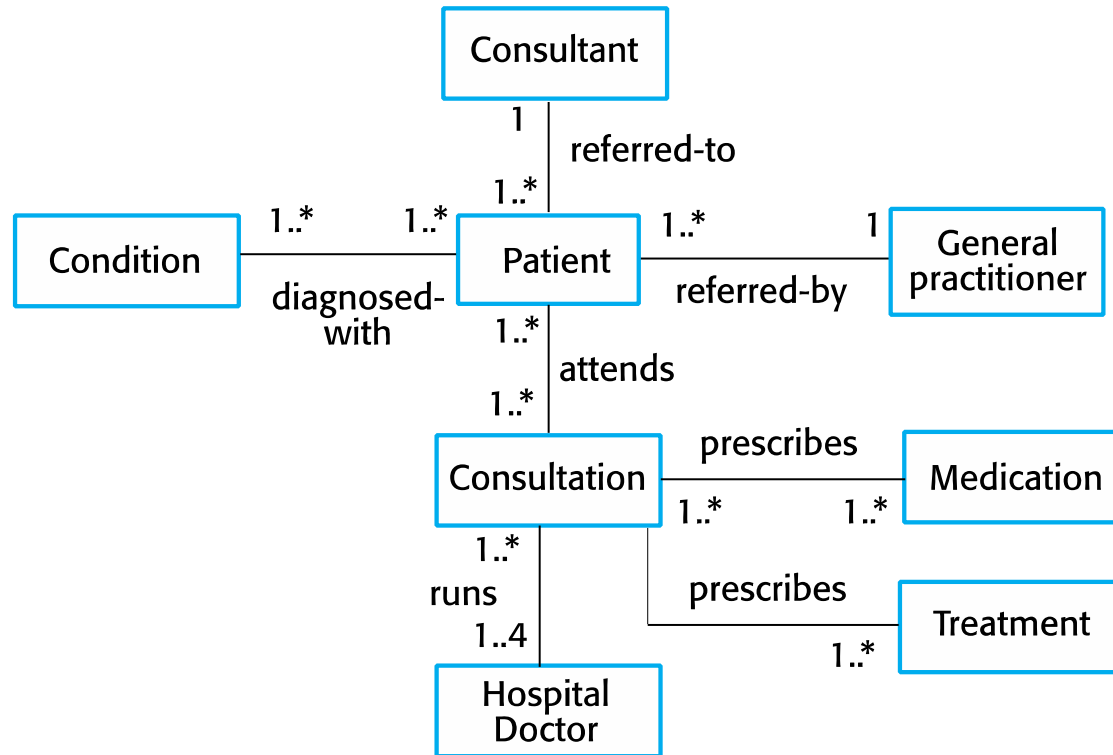 Consultant
1
referred-to
1..*
1..*
1..*
1..*
1
Condition
Patient
General
practitioner
diagnosed-
with
referred-by
1..*
attends
1..*
prescribes
Consultation
Medication
1..*
1..*
1..*
runs
prescribes
1..4
Treatment
1..*
Hospital
Doctor